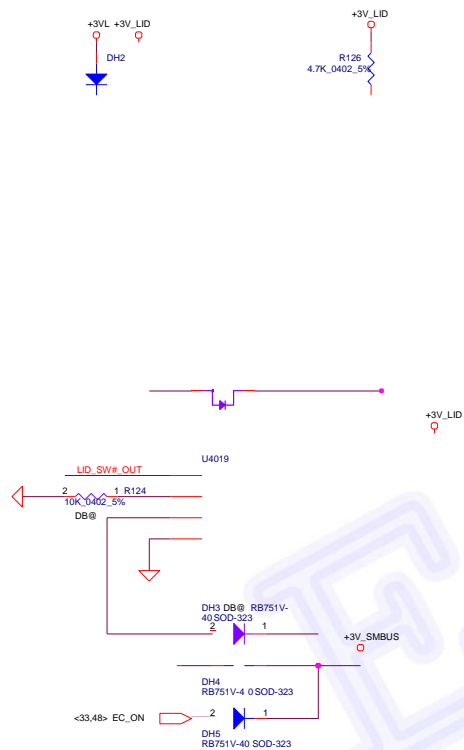 +3VL +3V_LID
DH2
+3V_LID
R126
4.7K_0402_5%
+3V_LID
U4019
LID_SW#_OUT
2 1 R124
10K_0402_5%
DB@
DH3 DB@ RB751V-
40 SOD-323
2 1
+3V_SMBUS
DH4
RB751V-4 0 SOD-323
<33,48> EC_ON 2 1
DH5
RB751V-40 SOD-323